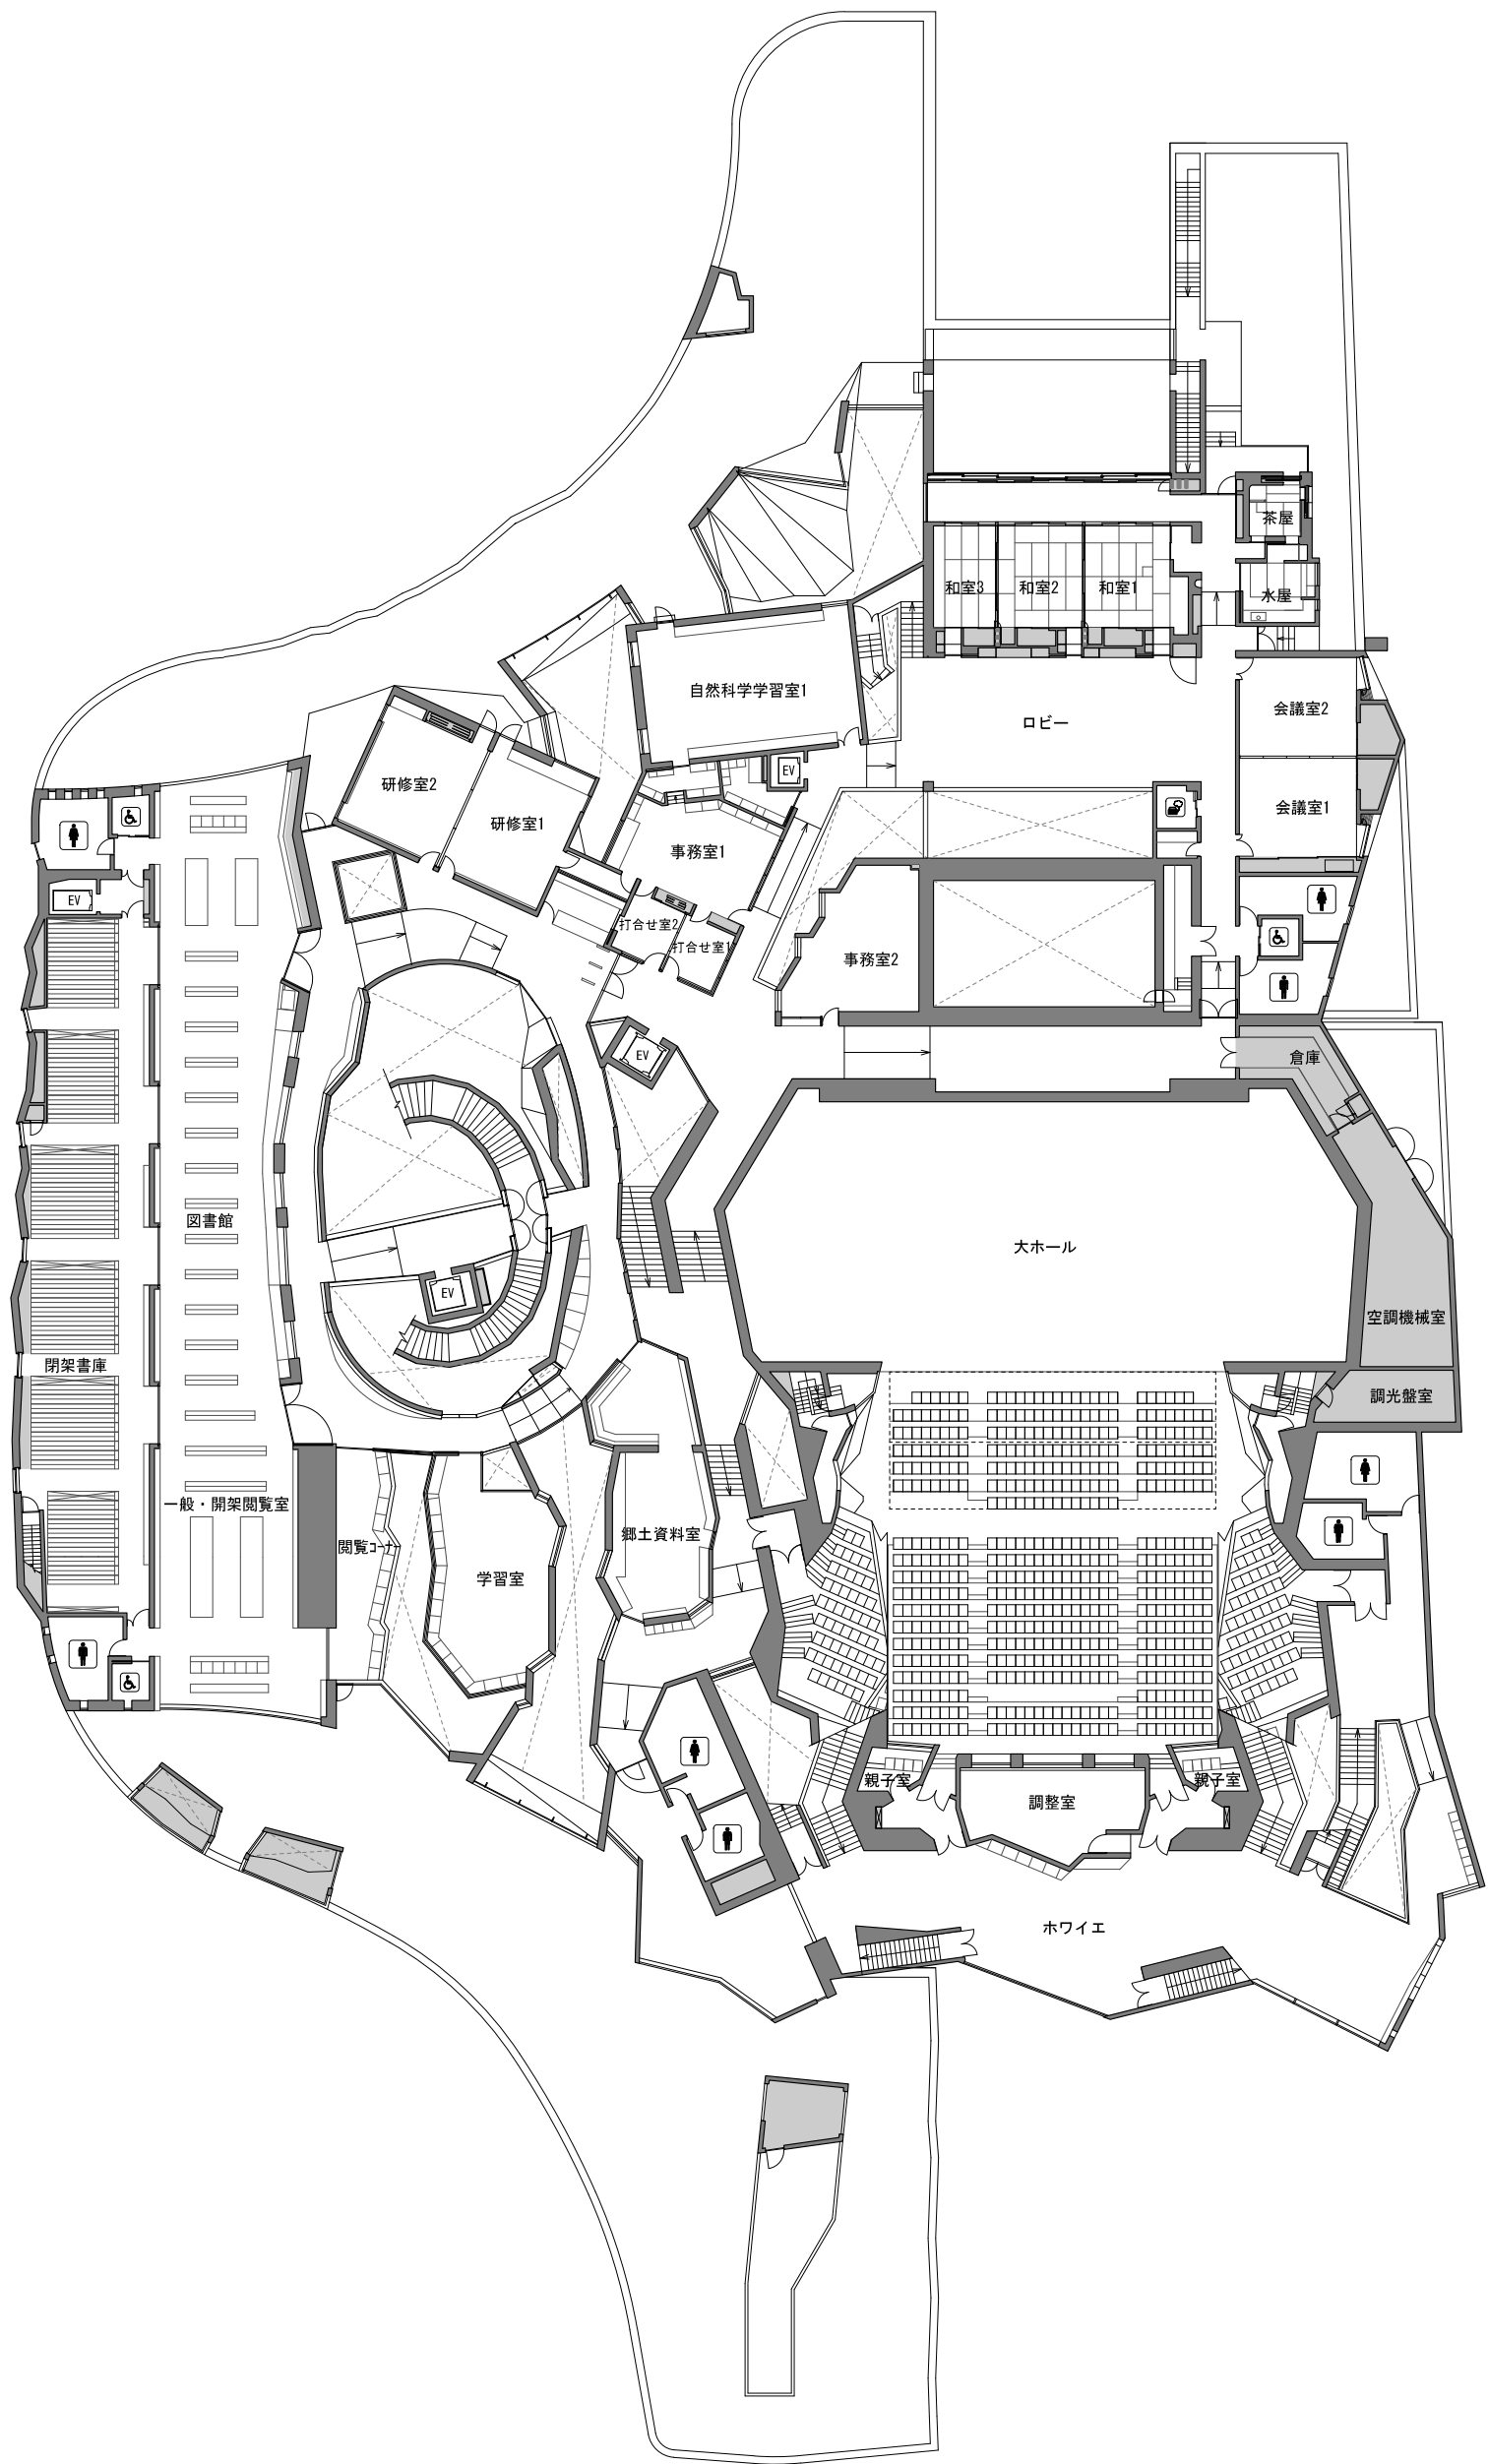 茶屋
和室3
和室2
和室1
水屋
自然科学学習室1
ロビー
会議室2
会議室1
EV
研修室2
研修室1
事務室1
EV
打合せ室2
打合せ室1
事務室2
EV
倉庫
図書館
大ホール
EV
空調機械室
閉架書庫
調光盤室
一般・開架閲覧室
閲覧ｺｰﾅｰ
学習室
郷土資料室
親子室
調整室
親子室
ホワイエ